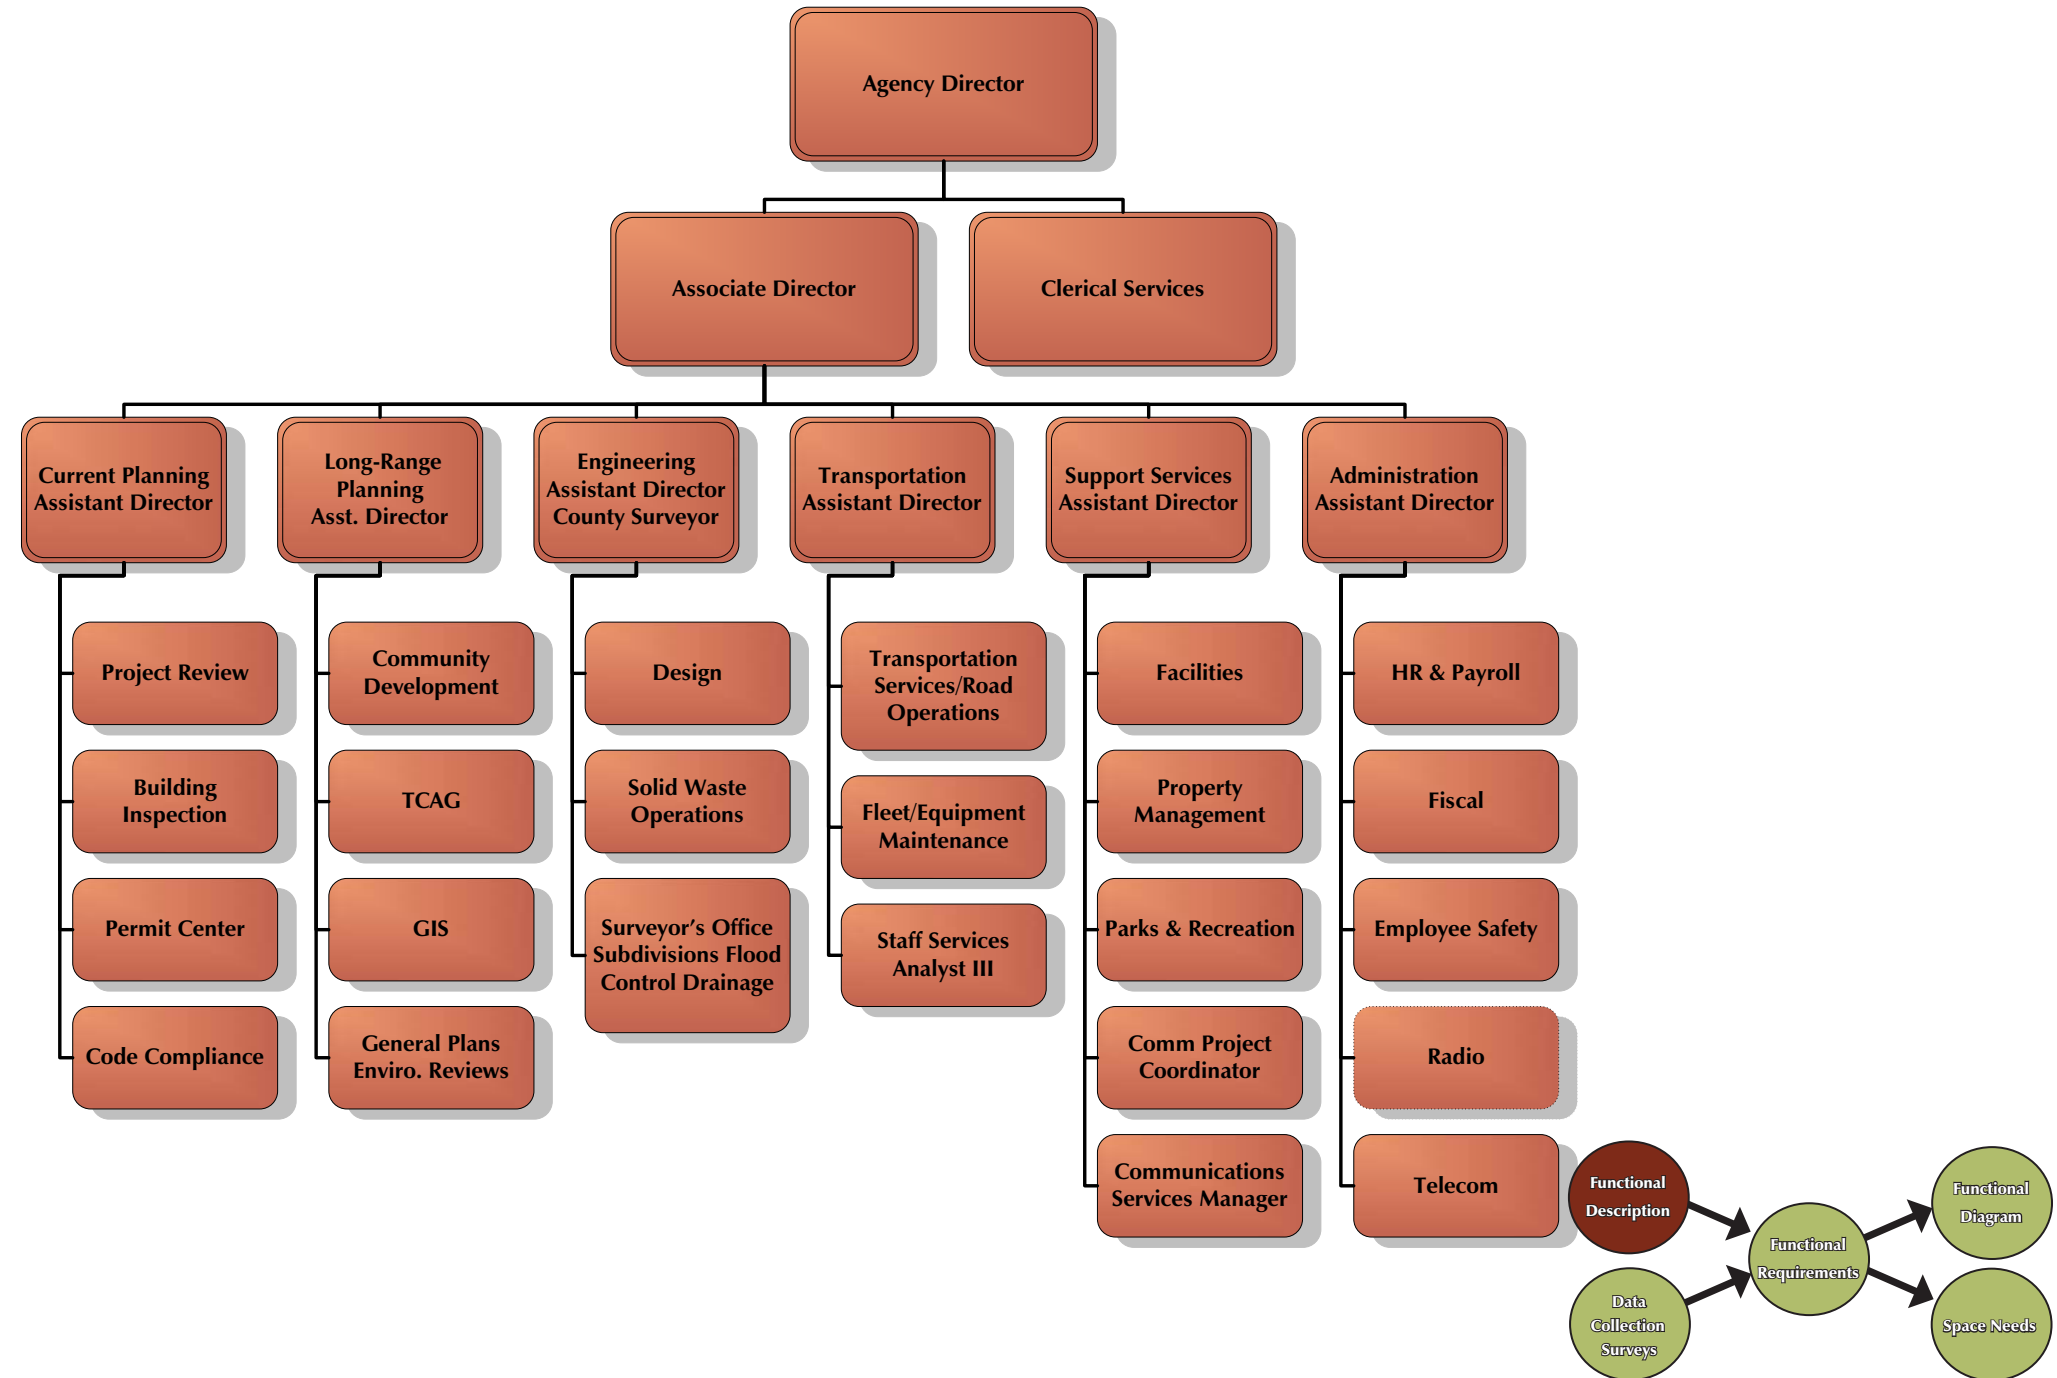 Agency Director
Associate Director
Clerical Services
Current Planning
Assistant Director
Long-Range
Planning
Asst. Director
Engineering
Assistant Director
County Surveyor
Transportation
Assistant Director
Support Services
Assistant Director
Administration
Assistant Director
Project Review
Building
Inspection
Permit Center
Code Compliance
Community
Development
TCAG
GIS
General Plans
Enviro. Reviews
Design
Solid Waste
Operations
Surveyor’s Office
Subdivisions Flood
Control Drainage
Transportation
Services/Road
Operations
Fleet/Equipment
Maintenance
Staff Services
Analyst III
Facilities
Property
Management
Parks & Recreation
Comm Project
Coordinator
Communications
Services Manager
HR & Payroll
Fiscal
Employee Safety
Radio
Telecom
Functional
Description
Data
Collection
Surveys
Functional
Requirements
Functional
Diagram
Space Needs